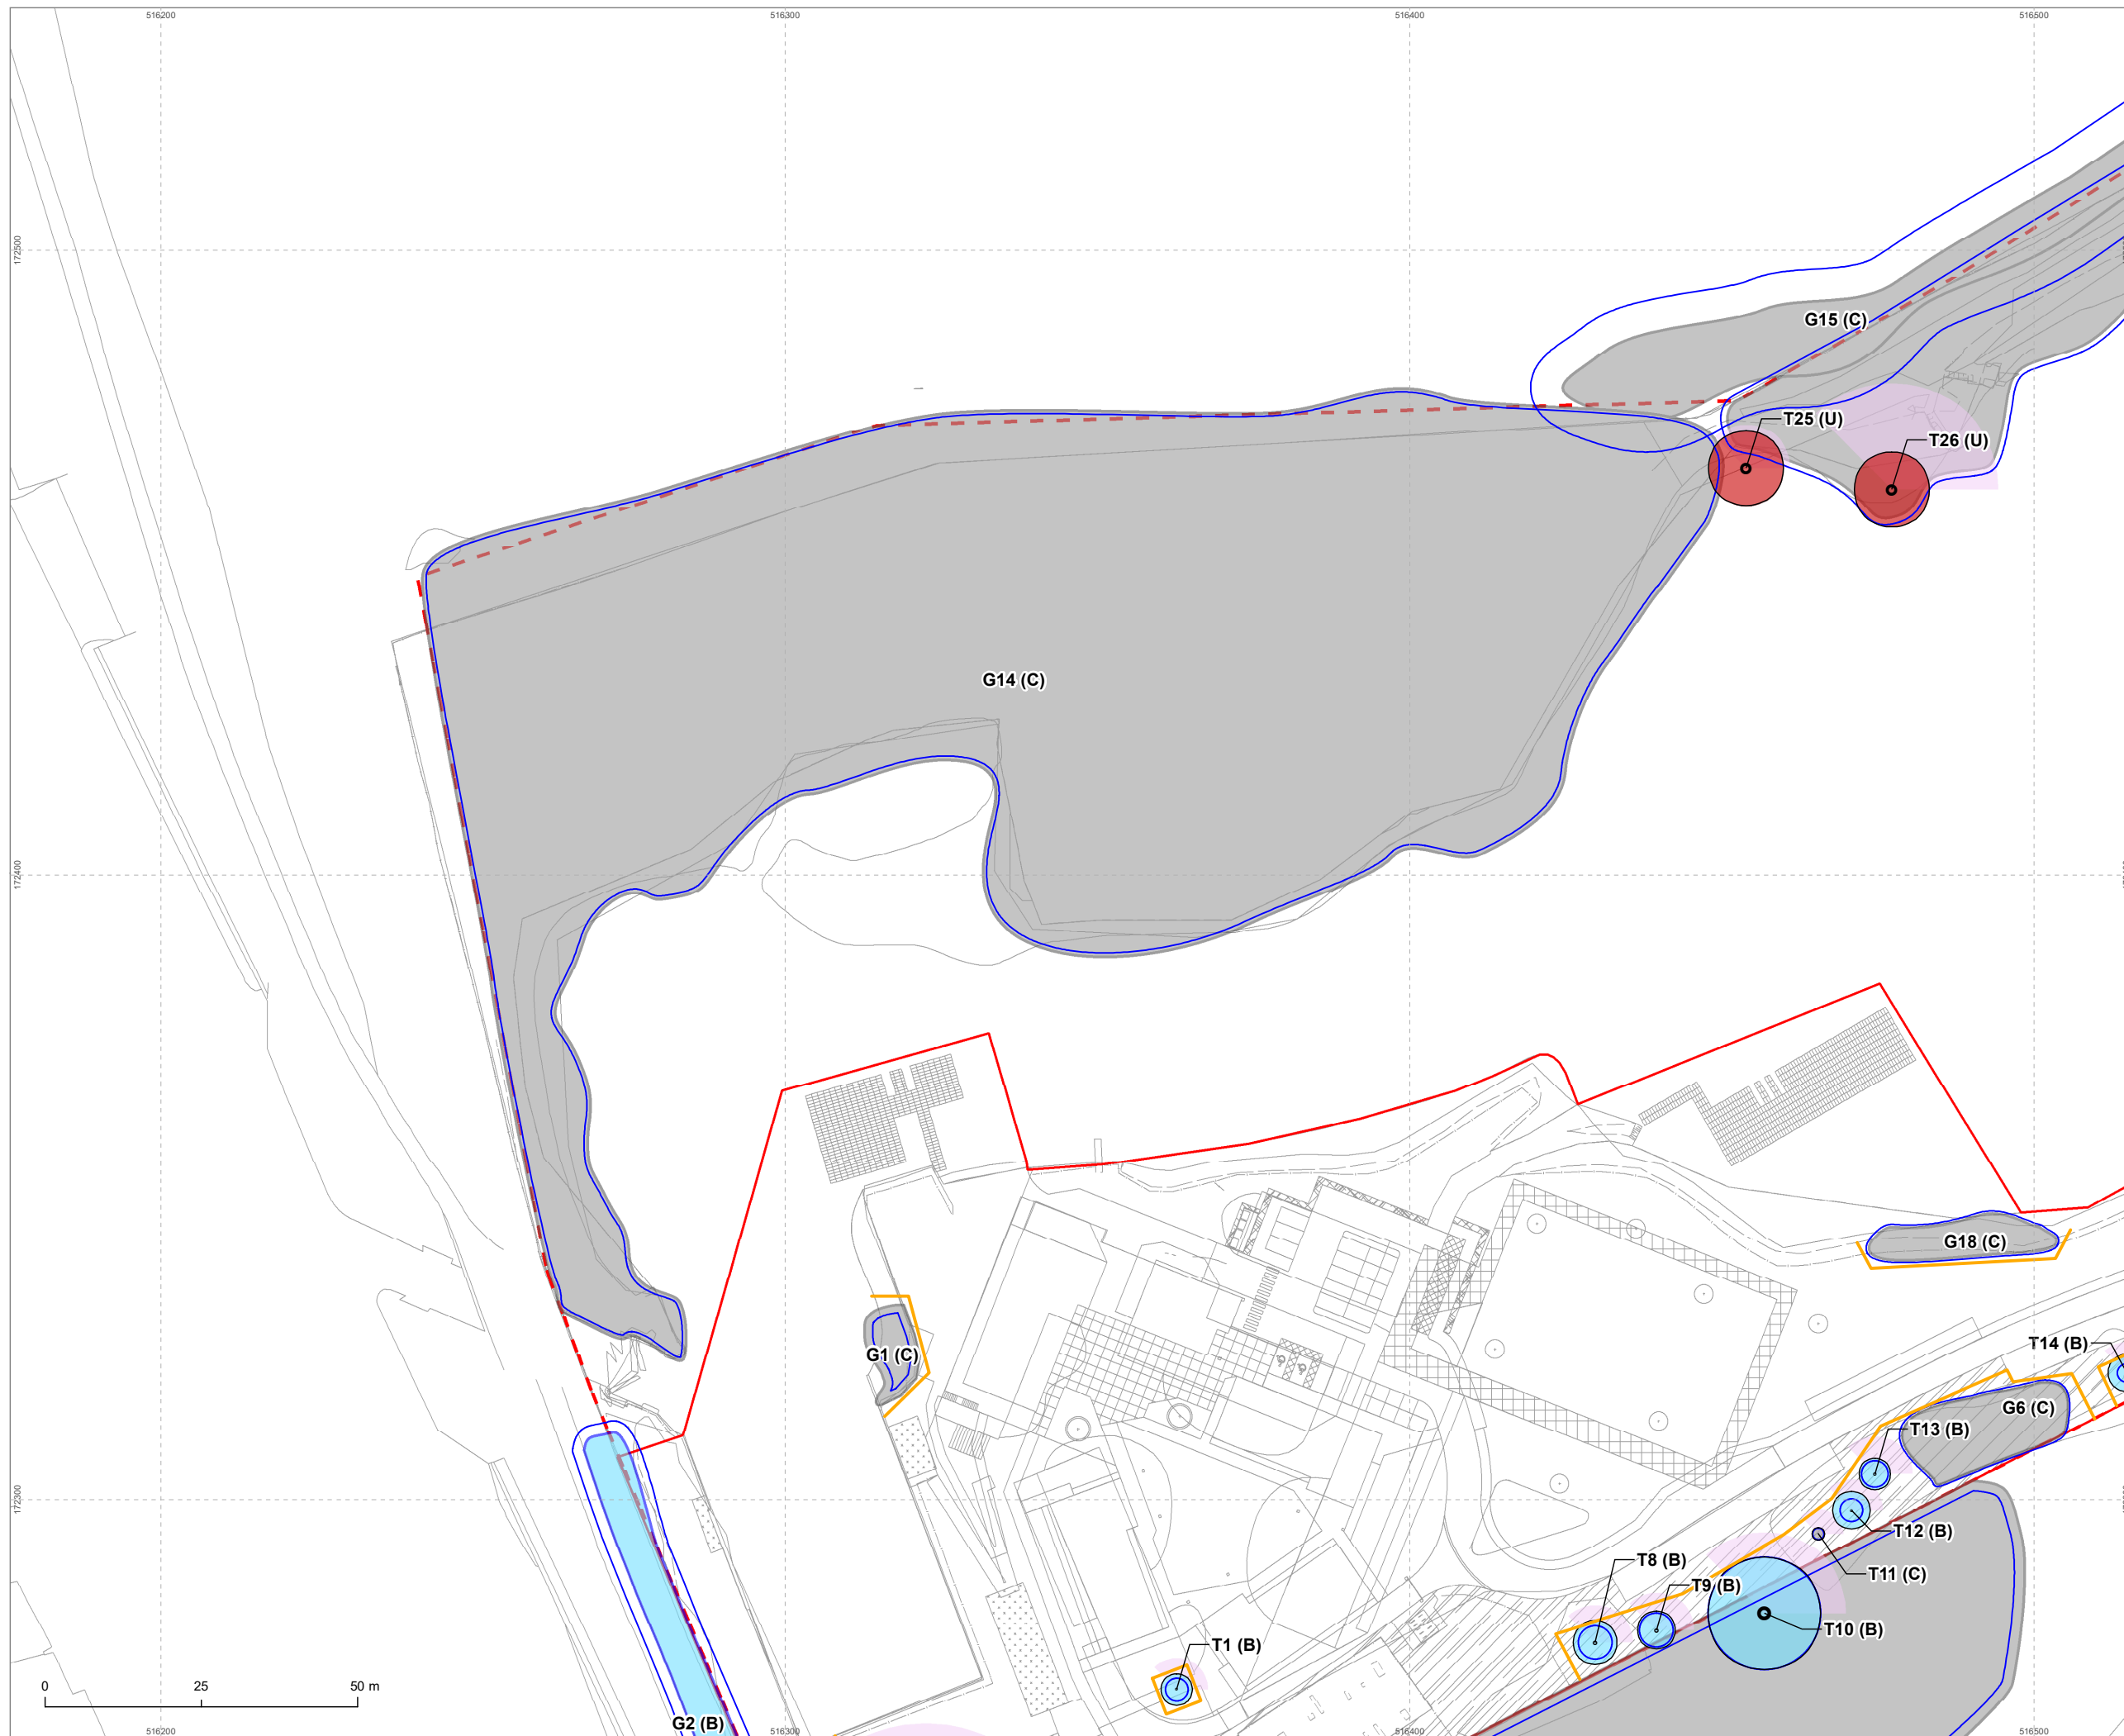 516200
516300
516400
516500
172500
G15 (C)
T25 (U)
T26 (U)
G14 (C)
172400
G18 (C)
G1 (C)
T14 (B)
G6 (C)
T13 (B)
172300
T12 (B)
T8 (B)
T11 (C)
T9 (B)
T10 (B)
T1 (B)
0 25 50 m
G2 (B)
516200
516300
516400
516500